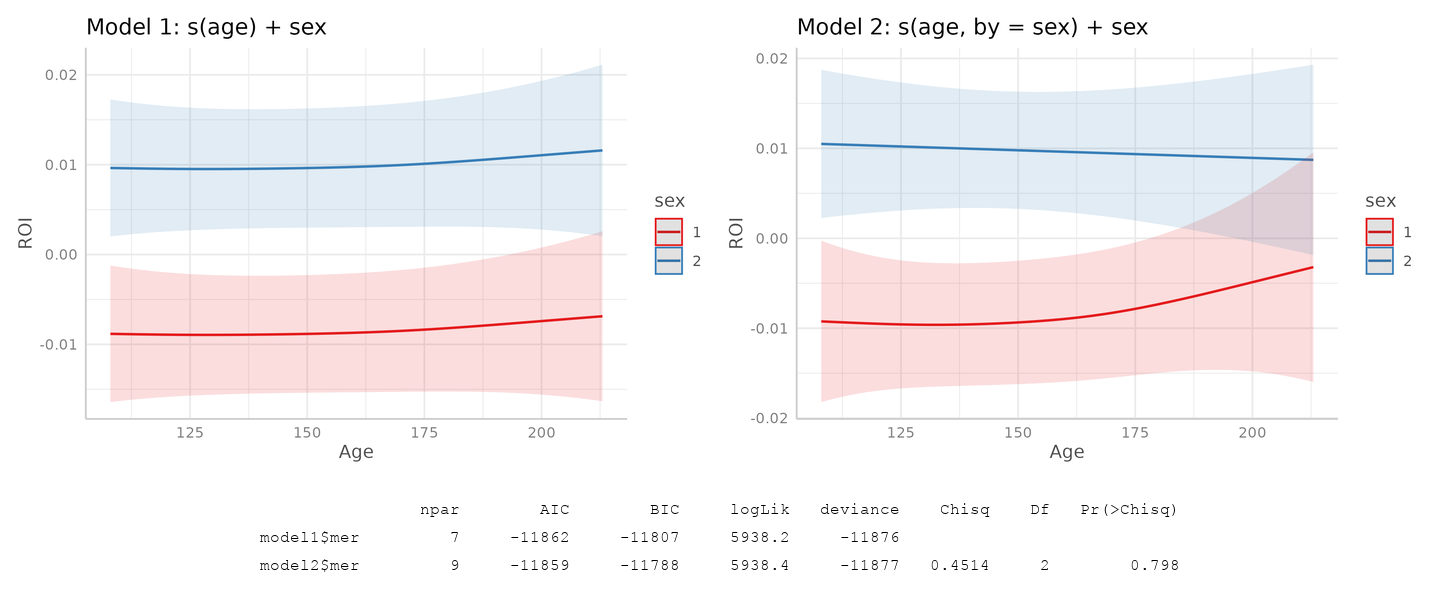 Model 1: s(age) + sex
0.02
0.01
0.00
-0.01
ROI
125 150 175 200
Age
sex
1
2
Model 2: s(age, by = sex) + sex
0.02
0.01
0.00
-0.01
-0.02
ROI
125 150 175 200
Age
sex
1
2
npar AIC BIC logLik deviance Chisq Df Pr(>Chisq)
model1$mer 7 -11862 -11807 5938.2 -11876
model2$mer 9 -11859 -11788 5938.4 -11877 0.4514 2 0.798